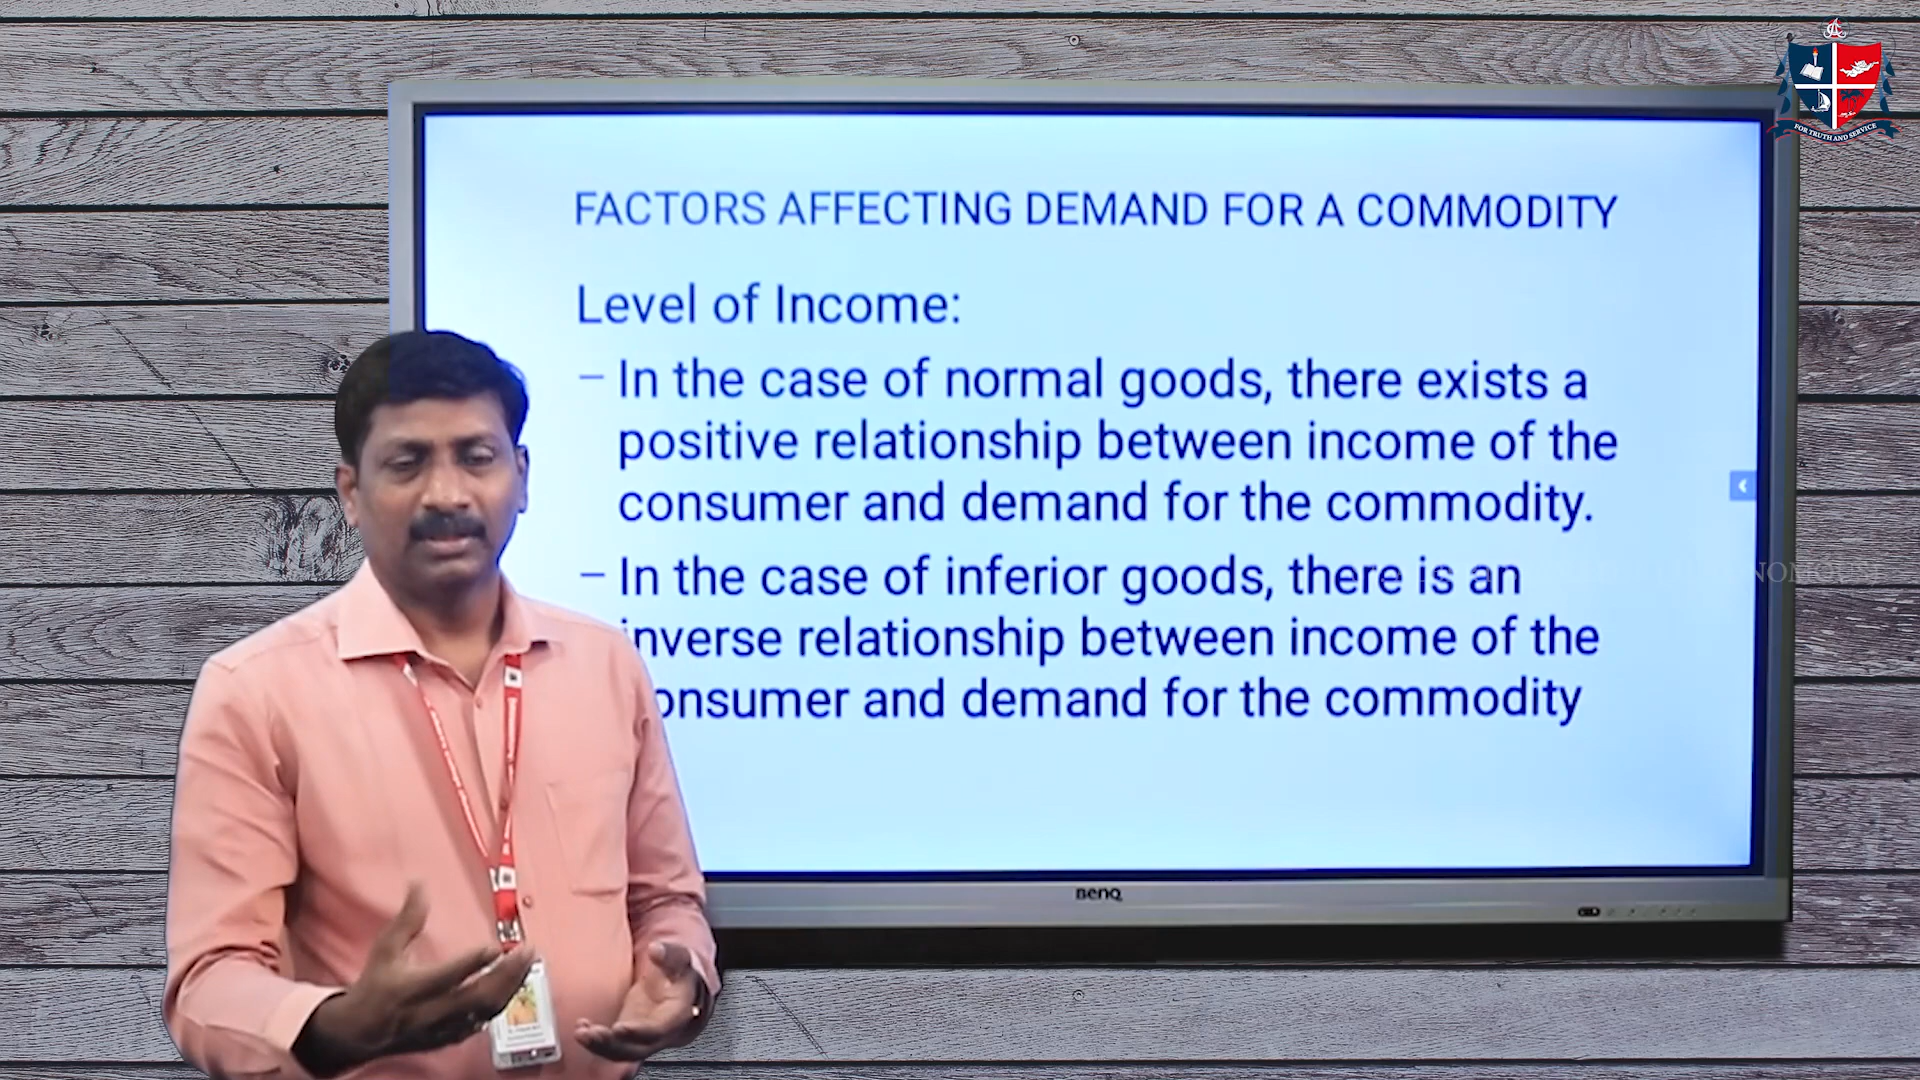 FOR TRUTH AND SERVICE
FACTORS AFFECTING DEMAND FOR A COMMODITY
Level of Income:
– In the case of normal goods, there exists a
positive relationship between income of the
consumer and demand for the commodity.
– In the case of inferior goods, there is an
inverse relationship between income of the
consumer and demand for the commodity
BenQ